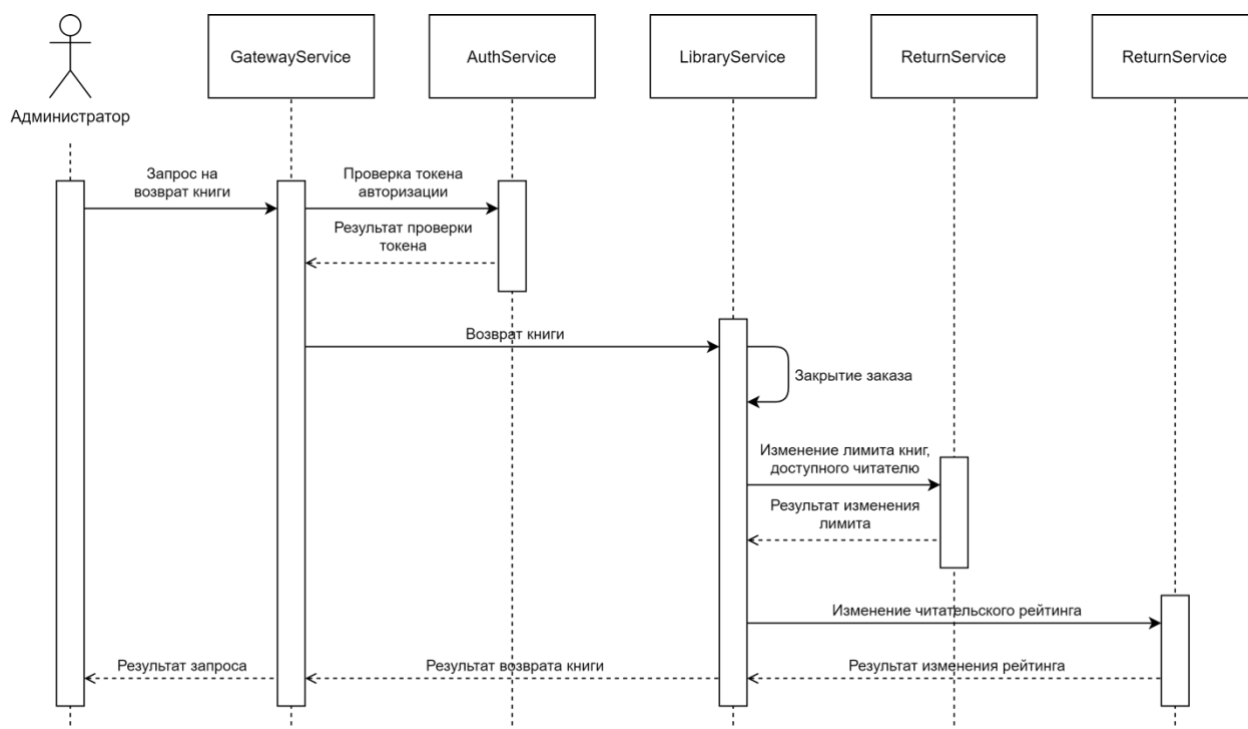 GatewayService
AuthService
LibraryService
ReturnService
ReturnService
Администратор
Запрос на
возврат книги
Проверка токена
авторизации
Результат проверки
токена
Возврат книги
Закрытие заказа
Изменение лимита книг,
доступного читателю
Результат изменения
лимита
Изменение читательского рейтинга
Результат запроса
Результат возврата книги
Результат изменения рейтинга